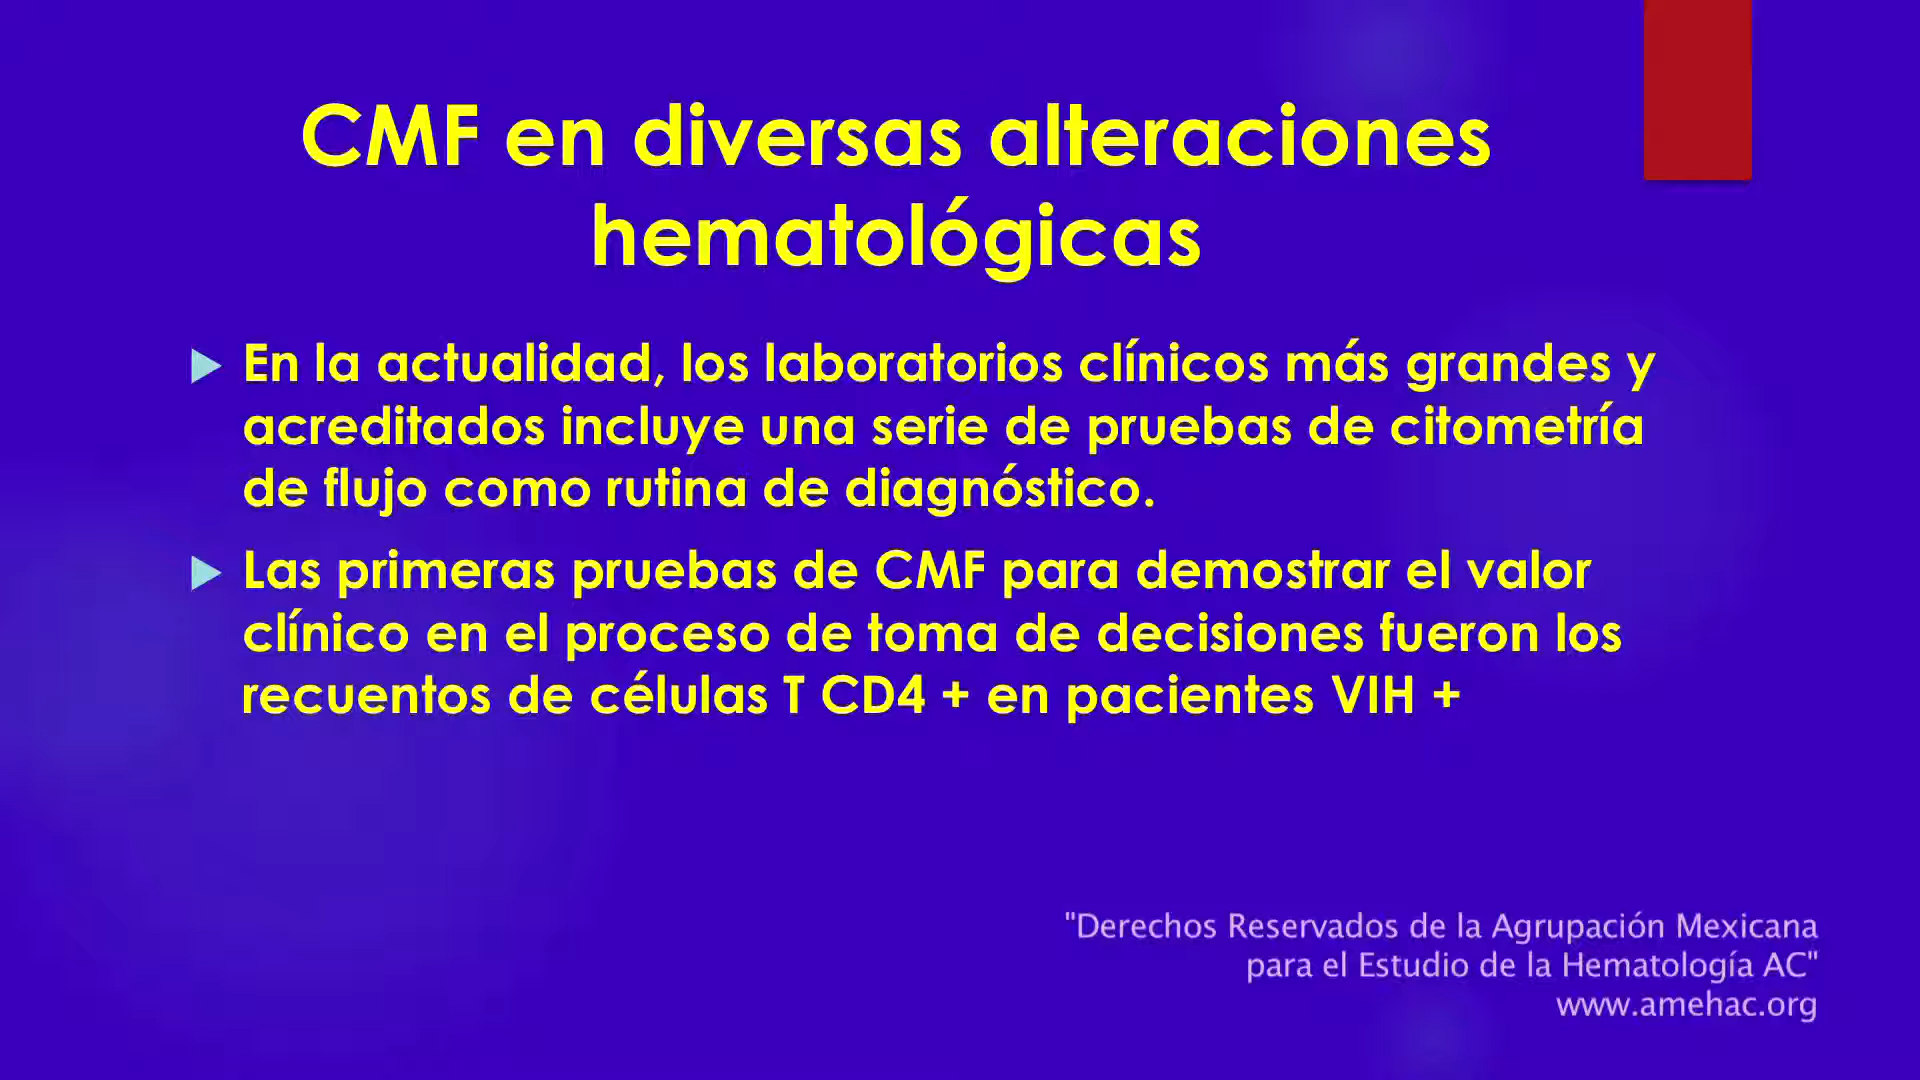 CMF en diversas alteraciones
hematológicas
En la actualidad, los laboratorios clínicos más grandes y
acreditados incluye una serie de pruebas de citometría
de flujo como rutina de diagnóstico.
Las primeras pruebas de CMF para demostrar el valor
clínico en el proceso de toma de decisiones fueron los
recuentos de células T CD4 + en pacientes VIH +
"Derechos Reservados de la Agrupación Mexicana
para el Estudio de la Hematología AC"
www.amehac.org